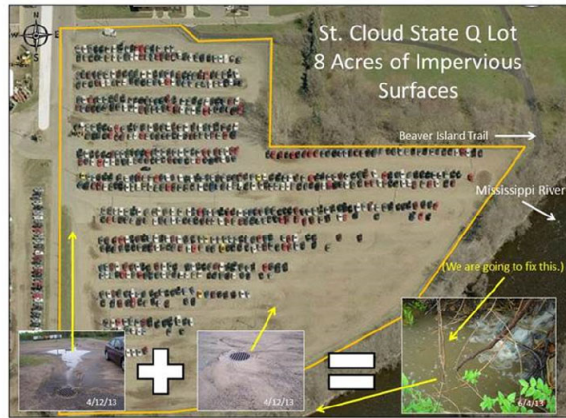 N
W E
S
St. Cloud State Q Lot
8 Acres of Impervious
Surfaces
Beaver Island Trail
Mississippi River
(We are going to fix this.)
4/12/13
4/12/13
6/4/13